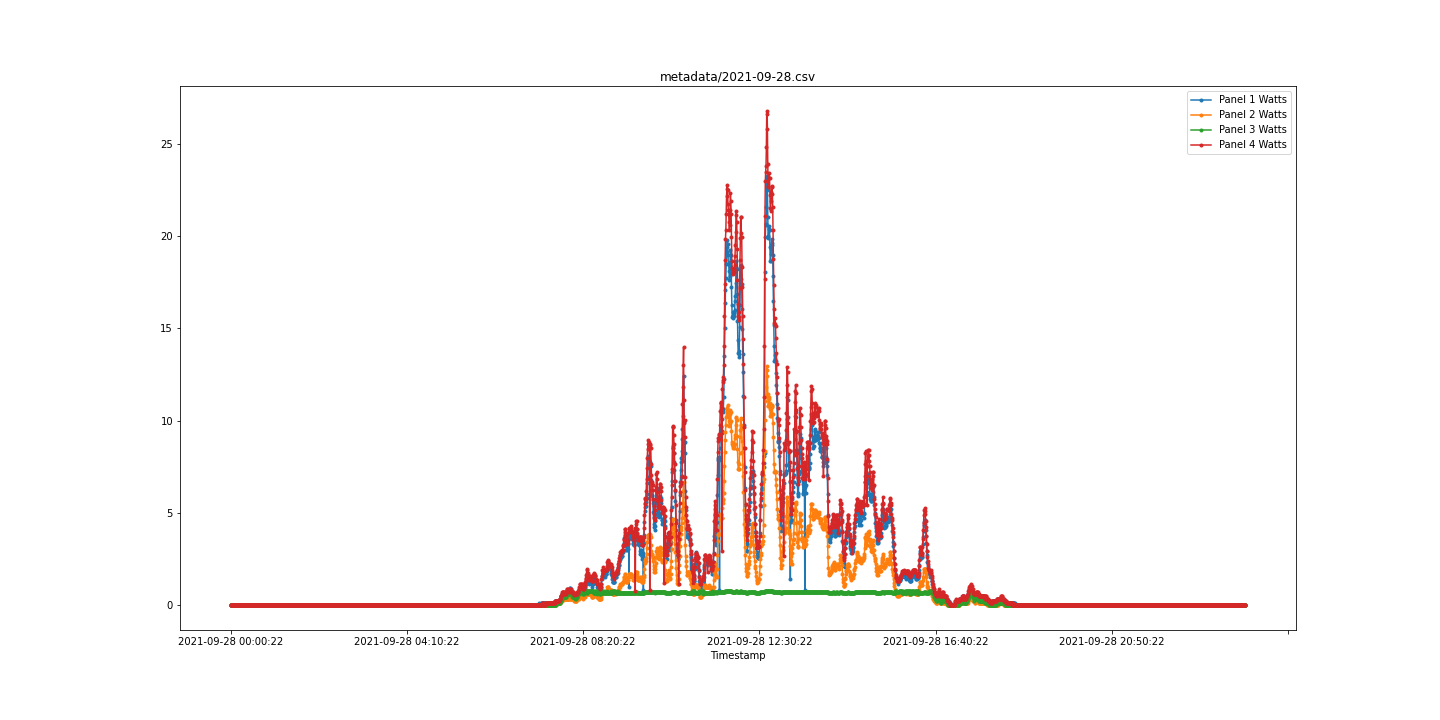 metadata/2021-09-28.csv
Panel 1 Watts
Panel 2 Watts
Panel 3 Watts
Panel 4 Watts
25
20
15
10
5
0
2021-09-28 00:00:22
2021-09-28 04:10:22
2021-09-28 08:20:22
2021-09-28 12:30:22
2021-09-28 16:40:22
2021-09-28 20:50:22
Timestamp